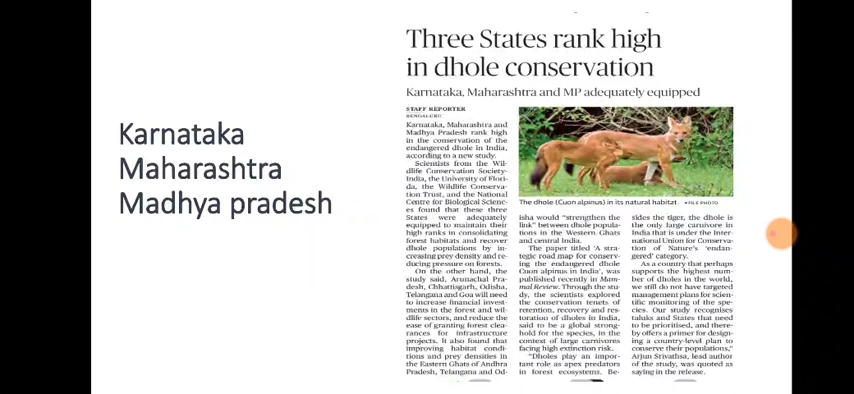 Karnataka
Maharashtra
Madhya pradesh
Three States rank high
in dhole conservation
Karnataka, Maharashtra and MP adequately equipped
STAFF REPORTER
BENGALURU
Karnataka, Maharashtra and
Madhya Pradesh rank high
in the conservation of the
endangered dhole in India,
according to a new study.
Scientists from the Wil-
dlife Conservation Society-
India, the University of Flori-
da, the Wildlife Conserva-
tion Trust, and the National
Centre for Biological Scienc-
es found that these three
States were adequately
equipped to maintain their
high ranks in consolidating
forest habitats and recover
dhole populations by in-
creasing prey density and re-
ducing pressure on forests.
On the other hand, the
study said, Arunachal Pra-
desh, Chhattisgarh, Odisha,
Telangana and Goa will need
to increase financial invest-
ments in the forest and wil-
dlife sectors, and reduce the
ease of granting forest clea-
rances for infrastructure
projects. It also found that
improving habitat condi-
tions and prey densities in
the Eastern Ghats of Andhra
Pradesh, Telangana and Od-
The dhole (Cuon alpinus) in its natural habitat. •FILE PHOTO
isha would “strengthen the
link” between dhole popula-
tions in the Western Ghats
and central India.
The paper titled ‘A stra-
tegic road map for conserv-
ing the endangered dhole
Cuon alpinus in India’, was
published recently in Mam-
mal Review. Through the stu-
dy, the scientists explored
the conservation tenets of
retention, recovery and res-
toration of dholes in India,
said to be a global strong-
hold for the species, in the
context of large carnivores
facing high extinction risk.
“Dholes play an impor-
tant role as apex predators
in forest ecosystems. Be-
sides the tiger, the dhole is
the only large carnivore in
India that is under the Inter-
national Union for Conserva-
tion of Nature’s ‘endan-
gered’ category.
As a country that perhaps
supports the highest num-
ber of dholes in the world,
we still do not have targeted
management plans for scien-
tific monitoring of the spe-
cies. Our study recognises
taluks and States that need
to be prioritised, and there-
by offers a primer for design-
ing a country-level plan to
conserve their populations,”
Arjun Srivathsa, lead author
of the study, was quoted as
saying in the release.